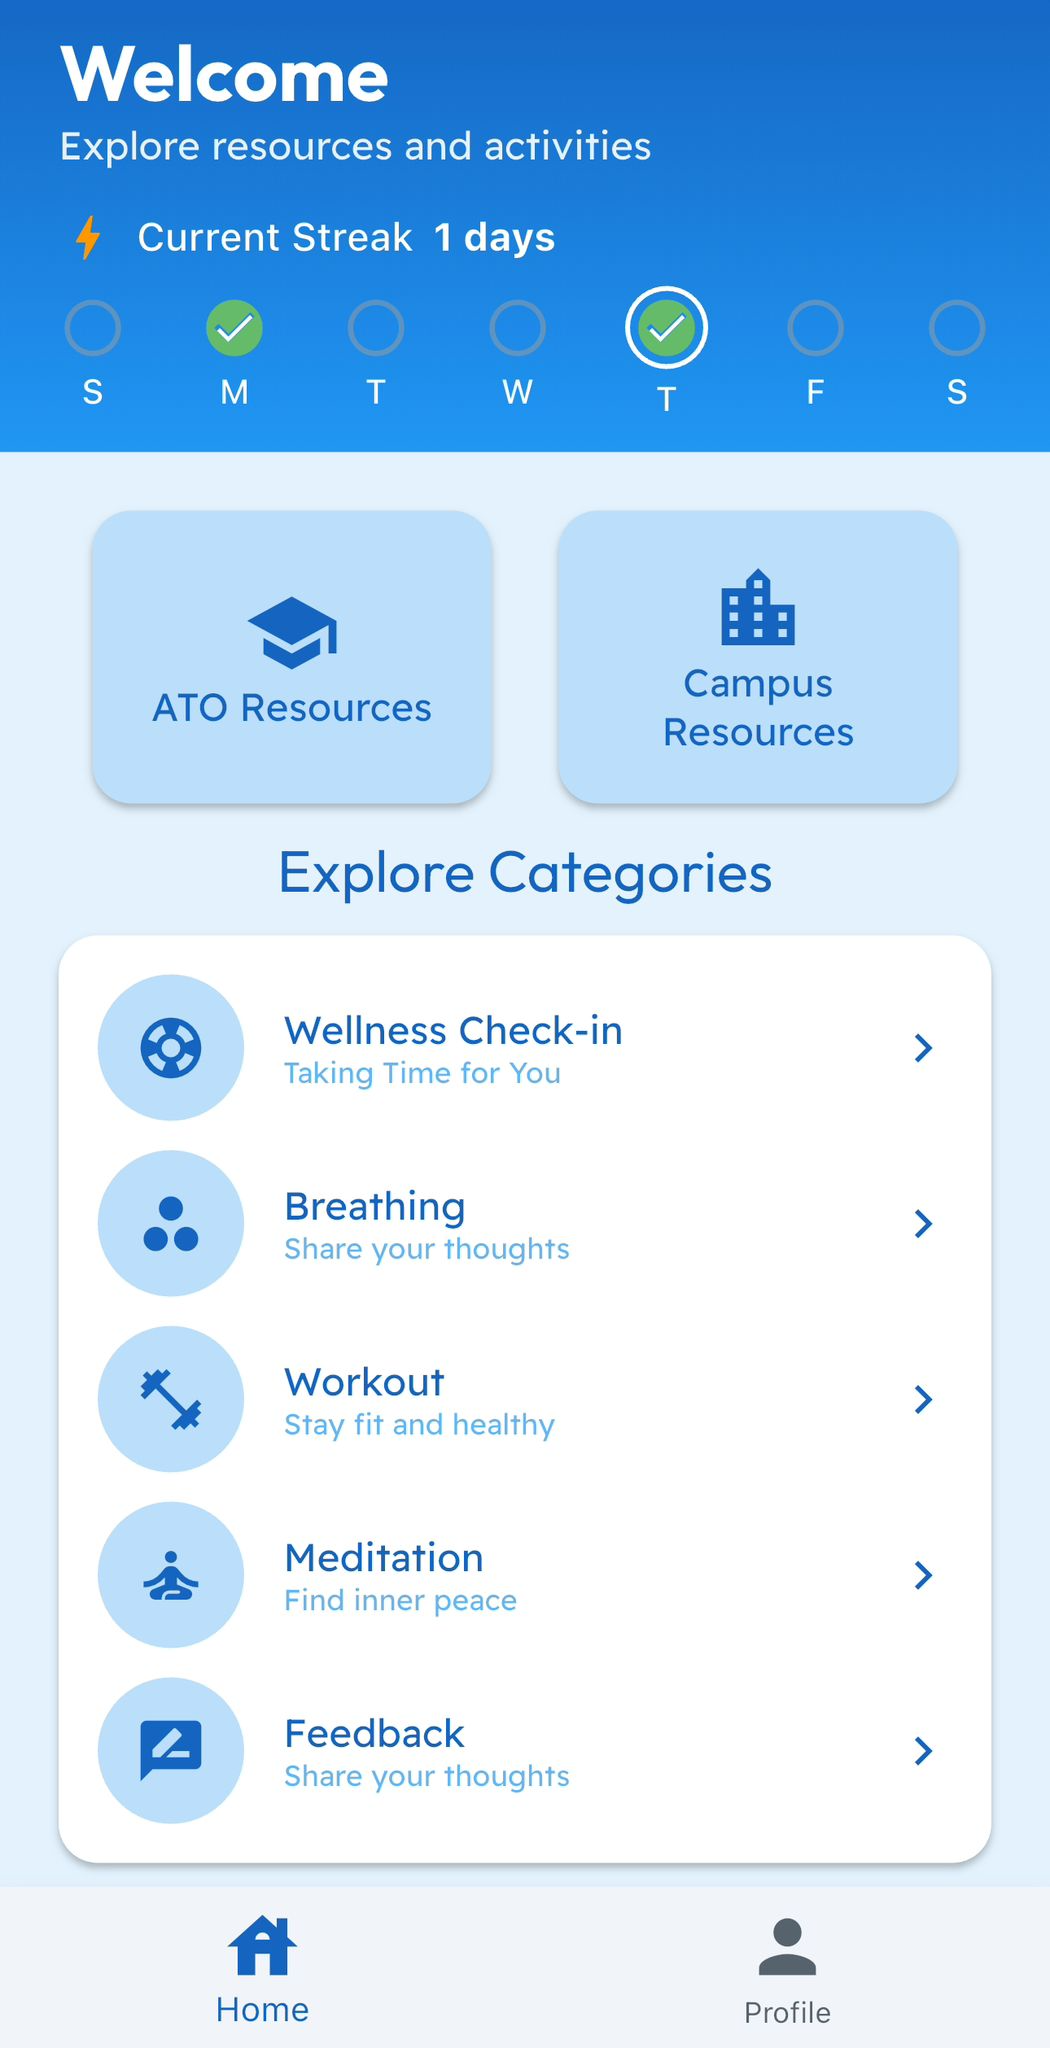 Welcome
Explore resources and activities
Current Streak 1 days
S M T W T F S
ATO Resources
Campus
Resources
Explore Categories
Wellness Check-in
Taking Time for You
Breathing
Share your thoughts
Workout
Stay fit and healthy
Meditation
Find inner peace
Feedback
Share your thoughts
Home
Profile